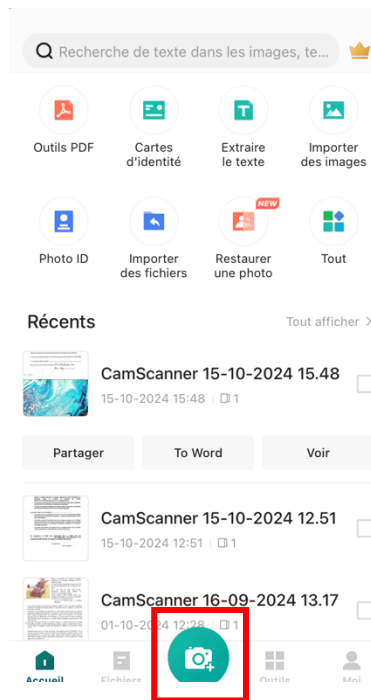 Recherche de texte dans les images, te...
Outils PDF
Cartes d'identité
Extraire le texte
Importer des images
Photo ID
Importer des fichiers
NEW
Restaurer une photo
Tout
Récents
Tout afficher >
CamScanner 15-10-2024 15.48
15-10-2024 15:48 | 1
Partager
To Word
Voir
CamScanner 15-10-2024 12.51
15-10-2024 12:51 | 1
CamScanner 16-09-2024 13.17
01-10-2024 12:28 | 1
Accueil
Fichiers
Outils
Moi